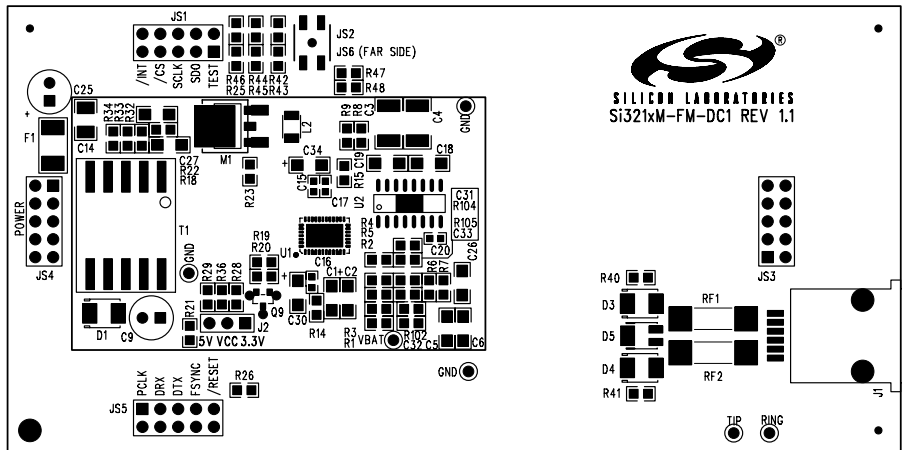 JS1
/INT
/CS
SCLK
SDO
TEST
R46 R44 R42
R25 R45 R43
JS2
JS6 (FAR SIDE)
R47
R48
®
SILICON LABORATORIES
Si321xM-FM-DC1 REV 1.1
C25
+
F1
C14
R34
R33
R32
C27
R22
R18
M1
R23
L2
+
C34
C15
C17
R9
R8
C3
C4
GND
C19
R15
C18
U2
C31
R104
R105
C33
C20
C26
R4
R5
R2
POWER
JS4
T1
GND
R19
R20
U1
C16
+
C1+C2
R6
R7
R29
R36
R28
R21
D1
C9
Q9
J2
5V VCC 3.3V
C30
R14
R3
R1
VBAT
R102
C32
C5
C6
GND
JS5
PCLK
DRX
DTX
FSYNC
/RESET
R26
JS3
R40
D3
D5
D4
R41
RF1
RF2
J1
TIP
RING